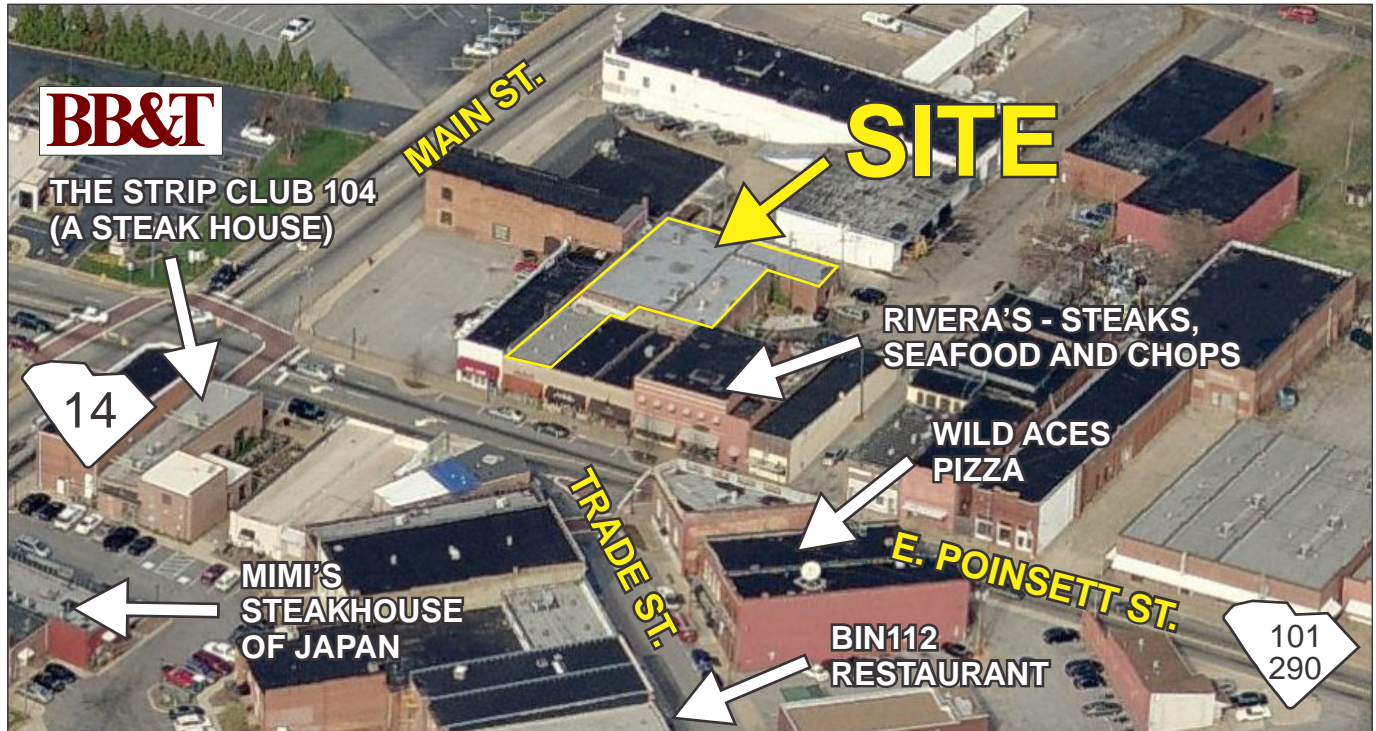 BB&T
MAIN ST.
SITE
THE STRIP CLUB 104
(A STEAK HOUSE)
RIVERA'S - STEAKS,
SEAFOOD AND CHOPS
14
WILD ACES
PIZZA
TRADE ST.
E. POINSETT ST.
MIMI'S
STEAKHOUSE
OF JAPAN
BIN112
RESTAURANT
101
290